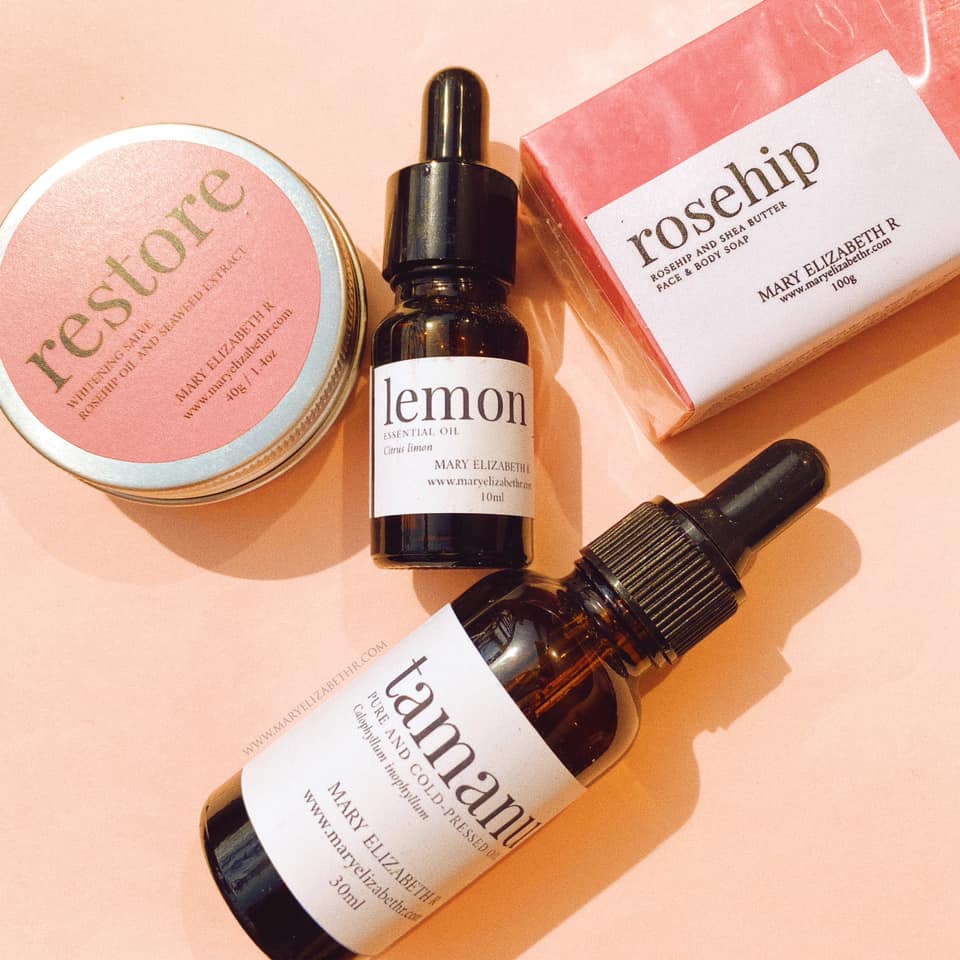 restore
WHITENING SALVE
ROSEHIP OIL AND SEAWEED EXTRACT
MARY ELIZABETH R
www.maryelizabethr.com
40g / 1.4oz
lemon
ESSENTIAL OIL
Citrus limon
MARY ELIZABETH R
www.maryelizabethr.com
10ml
rosehip
ROSEHIP AND SHEA BUTTER
FACE & BODY SOAP
MARY ELIZABETH R
www.maryelizabethr.com
100g
WWW.MARYELIZABETHR.COM
tamanu
PURE AND COLD-PRESSED OIL
Calophyllum inophyllum
MARY ELIZABETH R
www.maryelizabethr.com
30ml